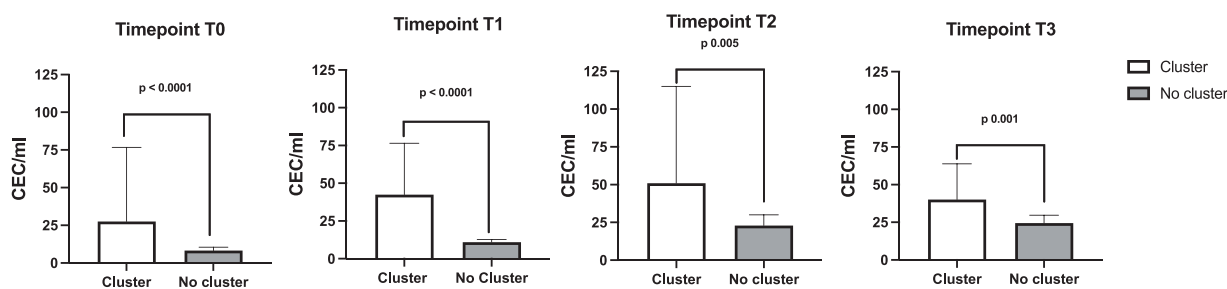 Timepoint T0
p < 0.0001
CEC/ml
125
100
75
50
25
0
Cluster
No cluster
Timepoint T1
p < 0.0001
CEC/ml
125
100
75
50
25
0
Cluster
No Cluster
Timepoint T2
p 0.005
CEC/ml
125
100
75
50
25
0
Cluster
No cluster
Timepoint T3
p 0.001
CEC/ml
125
100
75
50
25
0
Cluster
No cluster
Cluster
No cluster